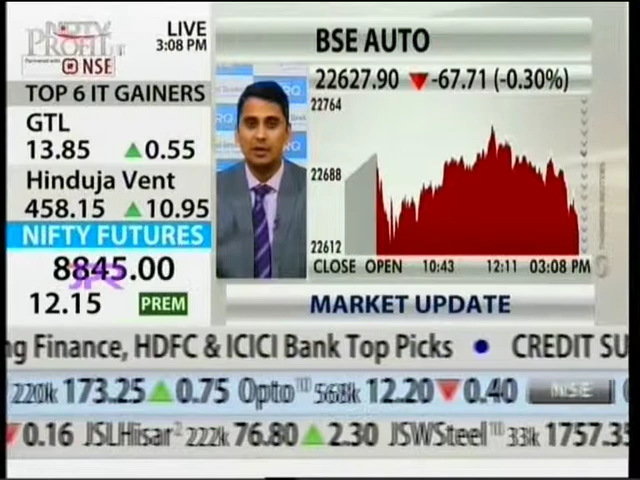 NDTV
PROFIT
Partnered with NSE
LIVE
3:08 PM
TOP 6 IT GAINERS
GTL
13.85 0.55
Hinduja Vent
458.15 10.95
NIFTY FUTURES
8845.00
12.15 PREM
BSE AUTO
22627.90 -67.71 (-0.30%)
22764
22688
22612
CLOSE OPEN 10:43 12:11 03:08 PM
MARKET UPDATE
ng Finance, HDFC & ICICI Bank Top Picks • CREDIT SU
220k 173.25 0.75 Opto 568k 12.20 0.40 NSE
0.16 JSLHisar 222k 76.80 2.30 JSWSteel 33k 1757.35